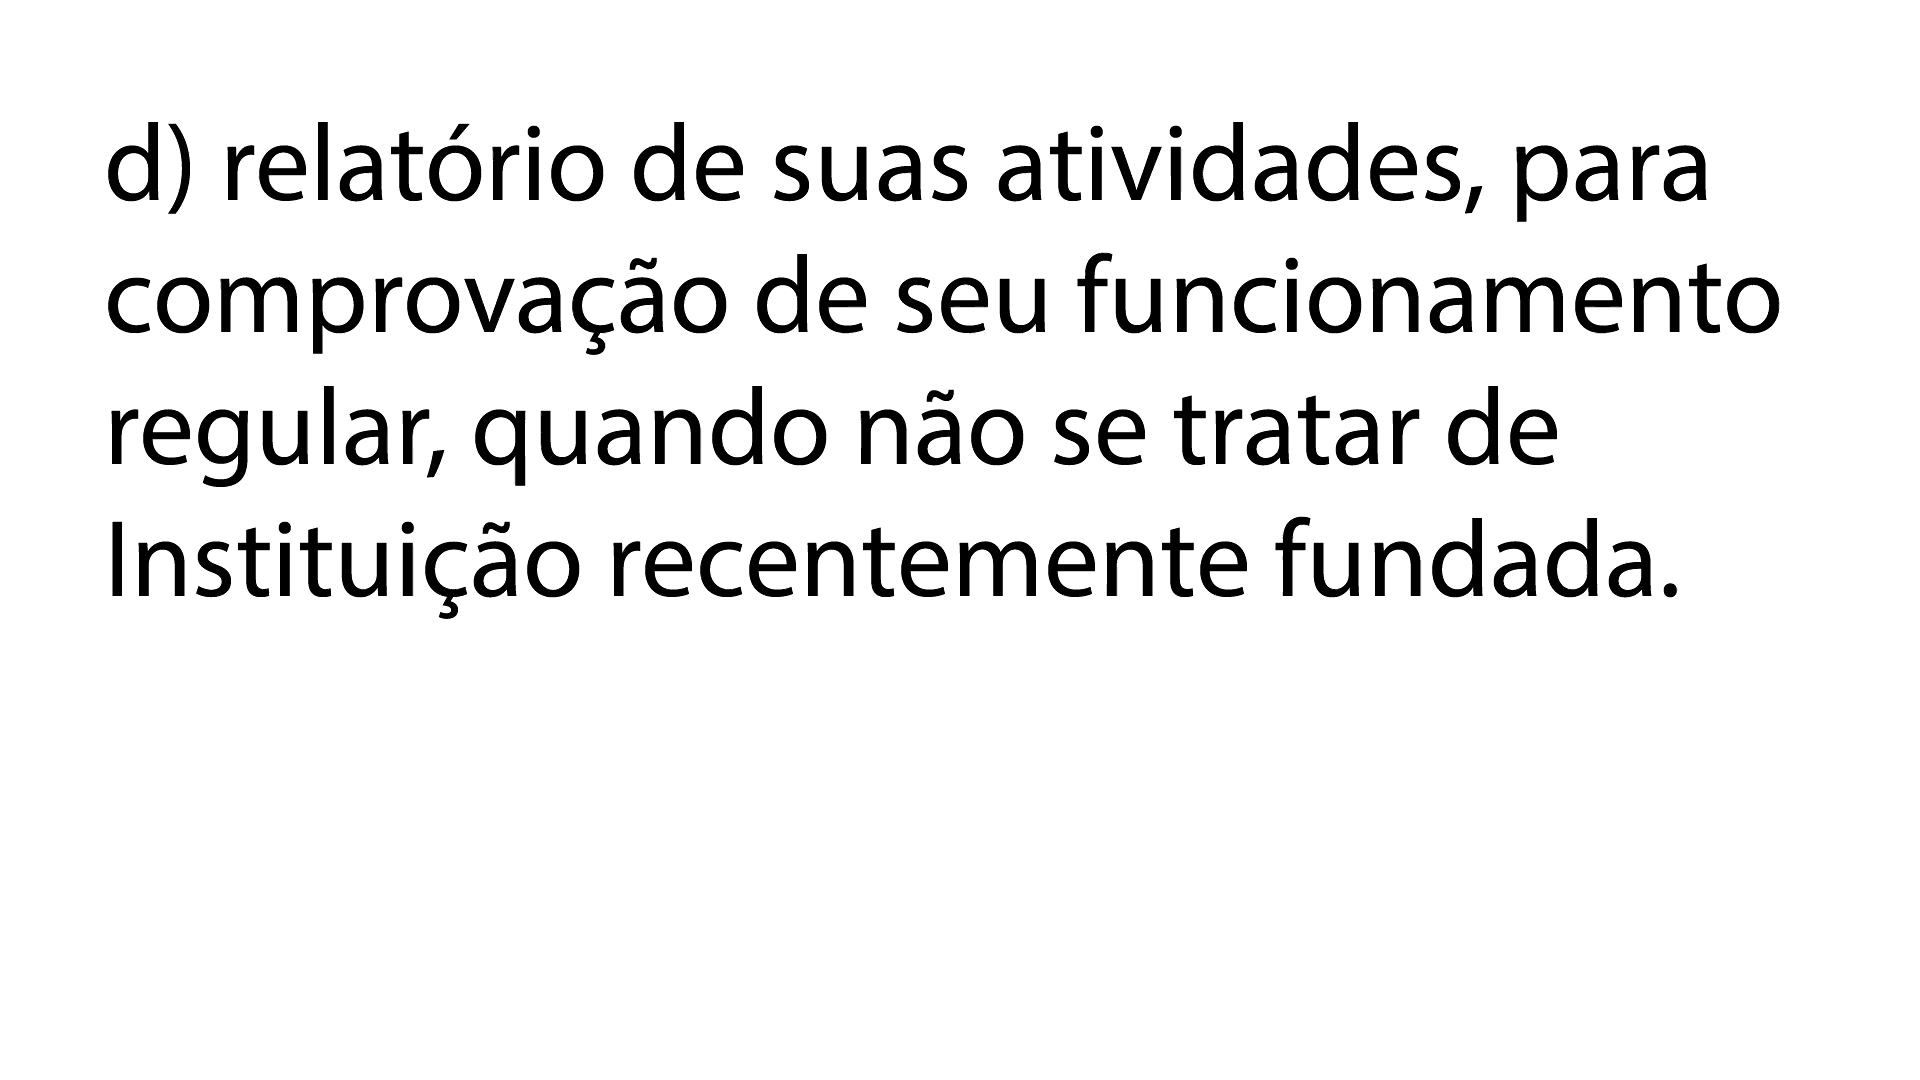 d) relatório de suas atividades, para
comprovação de seu funcionamento
regular, quando não se tratar de
Instituição recentemente fundada.